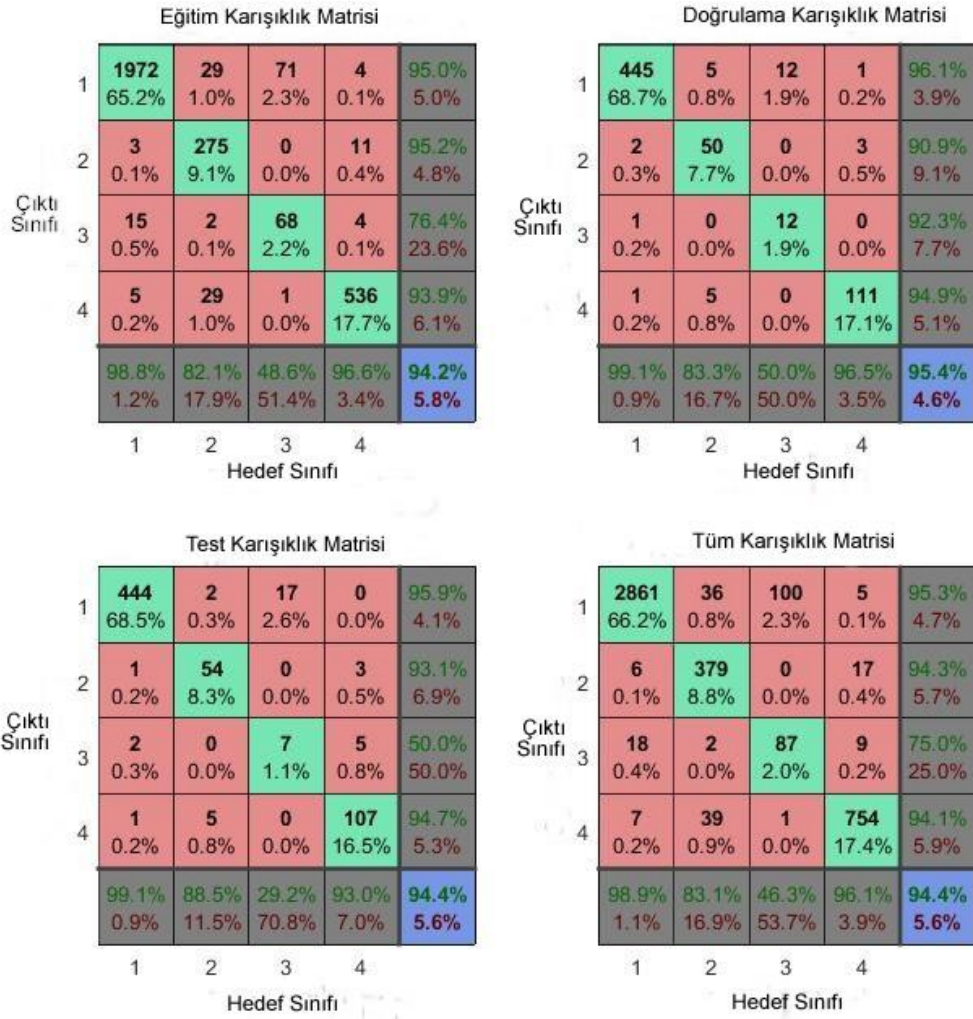 Eğitim Karışıklık Matrisi
1 1972 29 71 4 95.0%
65.2% 1.0% 2.3% 0.1% 5.0%
2 3 275 0 11 95.2%
0.1% 9.1% 0.0% 0.4% 4.8%
Çıktı
Sınıfı
3 15 2 68 4 76.4%
0.5% 0.1% 2.2% 0.1% 23.6%
4 5 29 1 536 93.9%
0.2% 1.0% 0.0% 17.7% 6.1%
98.8% 82.1% 48.6% 96.6% 94.2%
1.2% 17.9% 51.4% 3.4% 5.8%
1 2 3 4
Hedef Sınıfı
Doğrulama Karışıklık Matrisi
1 445 5 12 1 96.1%
68.7% 0.8% 1.9% 0.2% 3.9%
2 2 50 0 3 90.9%
0.3% 7.7% 0.0% 0.5% 9.1%
Çıktı
Sınıfı
3 1 0 12 0 92.3%
0.2% 0.0% 1.9% 0.0% 7.7%
4 1 5 0 111 94.9%
0.2% 0.8% 0.0% 17.1% 5.1%
99.1% 83.3% 50.0% 96.5% 95.4%
0.9% 16.7% 50.0% 3.5% 4.6%
1 2 3 4
Hedef Sınıfı
Test Karışıklık Matrisi
1 444 2 17 0 95.9%
68.5% 0.3% 2.6% 0.0% 4.1%
2 1 54 0 3 93.1%
0.2% 8.3% 0.0% 0.5% 6.9%
Çıktı
Sınıfı
3 2 0 7 5 50.0%
0.3% 0.0% 1.1% 0.8% 50.0%
4 1 5 0 107 94.7%
0.2% 0.8% 0.0% 16.5% 5.3%
99.1% 88.5% 29.2% 93.0% 94.4%
0.9% 11.5% 70.8% 7.0% 5.6%
1 2 3 4
Hedef Sınıfı
Tüm Karışıklık Matrisi
1 2861 36 100 5 95.3%
66.2% 0.8% 2.3% 0.1% 4.7%
2 6 379 0 17 94.3%
0.1% 8.8% 0.0% 0.4% 5.7%
Çıktı
Sınıfı
3 18 2 87 9 75.0%
0.4% 0.0% 2.0% 0.2% 25.0%
4 7 39 1 754 94.1%
0.2% 0.9% 0.0% 17.4% 5.9%
98.9% 83.1% 46.3% 96.1% 94.4%
1.1% 16.9% 53.7% 3.9% 5.6%
1 2 3 4
Hedef Sınıfı